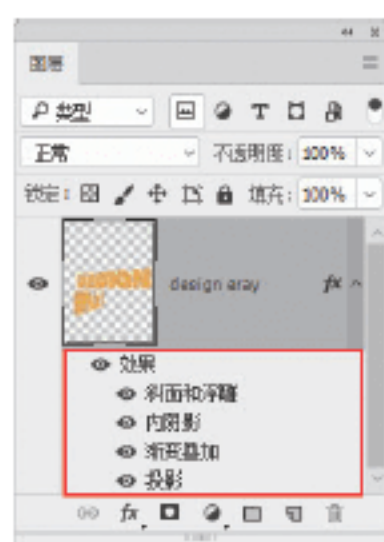 图层
类型
正常 不透明度: 100%
锁定: 填充: 100%
design aray fx
效果
斜面和浮雕
内阴影
渐变叠加
投影
fx